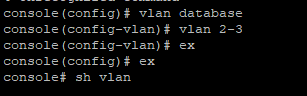 console(config)# vlan database
console(config-vlan)# vlan 2-3
console(config-vlan)# ex
console(config)# ex
console# sh vlan